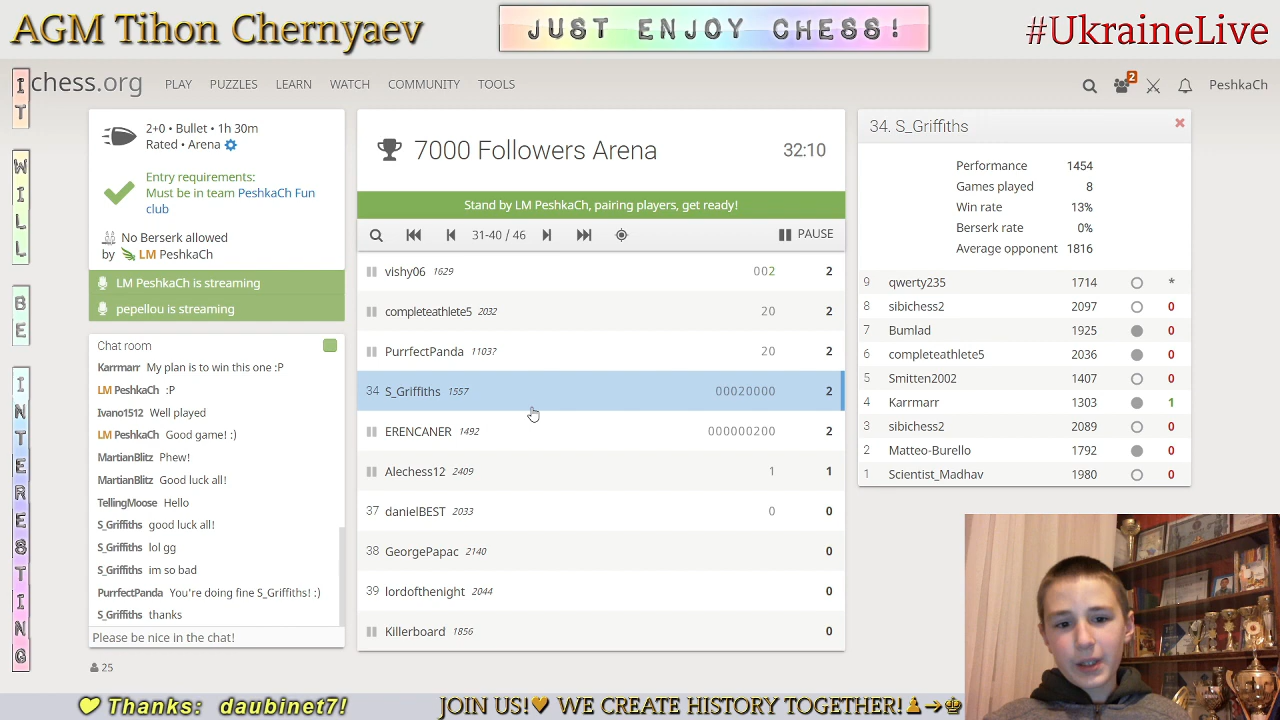 AGM Tihon Chernyaev
JUST ENJOY CHESS!
#UkraineLive
IT WILL BE INTERESTING
chess.org
PLAY PUZZLES LEARN WATCH COMMUNITY TOOLS
2
PeshkaCh
2+0 • Bullet • 1h 30m
Rated • Arena
Entry requirements:
Must be in team PeshkaCh Fun
club
No Berserk allowed
by LM PeshkaCh
LM PeshkaCh is streaming
pepellou is streaming
Chat room
Karrmarr My plan is to win this one :P
LM PeshkaCh :P
Ivano1512 Well played
LM PeshkaCh Good game! :)
MartianBlitz Phew!
MartianBlitz Good luck all!
TellingMoose Hello
S_Griffiths good luck all!
S_Griffiths lol gg
S_Griffiths im so bad
PurrfectPanda You're doing fine S_Griffiths! :)
S_Griffiths thanks
Please be nice in the chat!
25
7000 Followers Arena 32:10
Stand by LM PeshkaCh, pairing players, get ready!
31-40 / 46 PAUSE
vishy06 1629 002 2
completeathlete5 2032 20 2
PurrfectPanda 1103? 20 2
34 S_Griffiths 1557 00020000 2
ERENCANER 1492 000000200 2
Alechess12 2409 1 1
37 danielBEST 2033 0 0
38 GeorgePapac 2140 0
39 lordofthenight 2044 0
Killerboard 1856 0
34. S_Griffiths
Performance 1454
Games played 8
Win rate 13%
Berserk rate 0%
Average opponent 1816
9 qwerty235 1714 *
8 sibichess2 2097 0
7 Bumlad 1925 0
6 completeathlete5 2036 0
5 Smitten2002 1407 0
4 Karrmarr 1303 1
3 sibichess2 2089 0
2 Matteo-Burello 1792 0
1 Scientist_Madhav 1980 0
Thanks: daubinet7!
JOIN US!♥ WE CREATE HISTORY TOGETHER!♟→♚